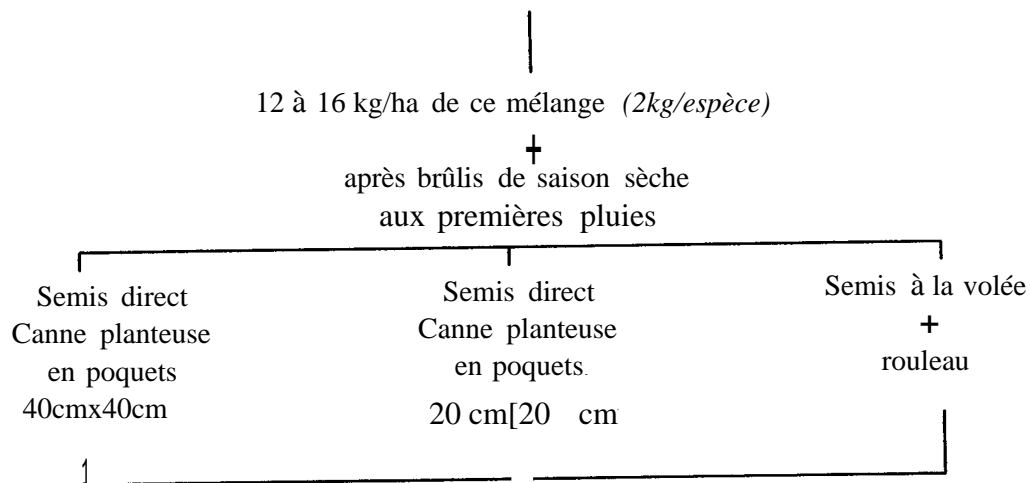 12 à 16 kg/ha de ce mélange (2kg/espèce)
+
après brûlis de saison sèche
aux premières pluies
Semis direct
Canne planteuse
en poquets
40cmx40cm
Semis direct
Canne planteuse
en poquets.
20 cm[20 cm
Semis à la volée
+
rouleau